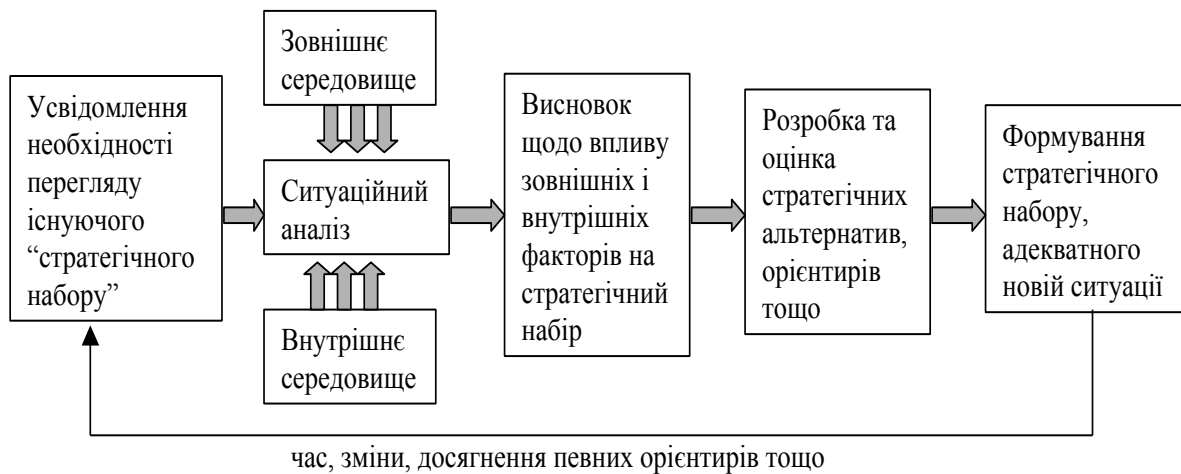 Усвідомлення
необхідності
перегляду
існуючого
“стратегічного
набору”
Зовнішнє
середовище
Ситуаційний
аналіз
Внутрішнє
середовище
Висновок
щодо впливу
зовнішніх і
внутрішніх
факторів на
стратегічний
набір
Розробка та
оцінка
стратегічних
альтернатив,
орієнтирів
тощо
Формування
стратегічного
набору,
адекватного
новій ситуації
час, зміни, досягнення певних орієнтирів тощо